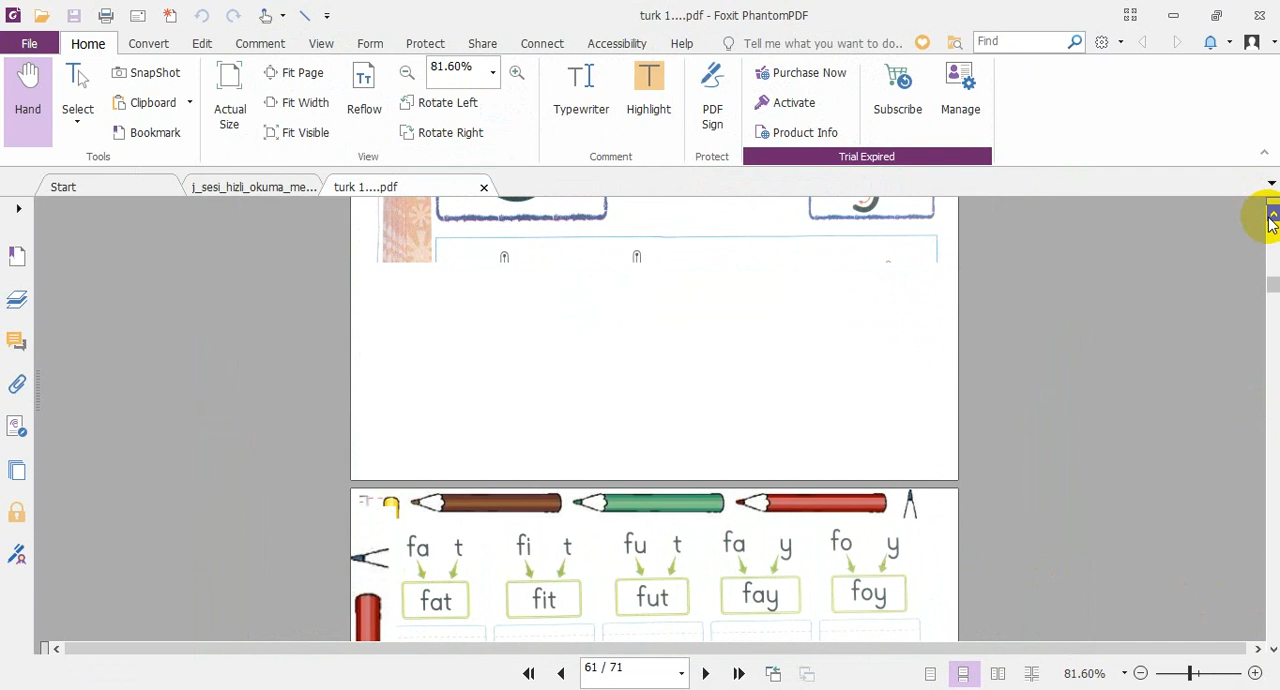 turk 1....pdf - Foxit PhantomPDF
File Home Convert Edit Comment View Form Protect Share Connect Accessibility Help Tell me what you want to do.. Find
Hand
Select
SnapShot
Clipboard
Bookmark
Tools
Actual Size
Fit Page
Fit Width
Fit Visible
Reflow
81.60%
Rotate Left
Rotate Right
View
Typewriter
Highlight
Comment
PDF Sign
Protect
Purchase Now
Activate
Product Info
Subscribe
Manage
Trial Expired
Start j_sesi_hizli_okuma_me... turk 1....pdf
fa t fi t fu t fa y fo y
fat fit fut fay foy
61 / 71 81.60%